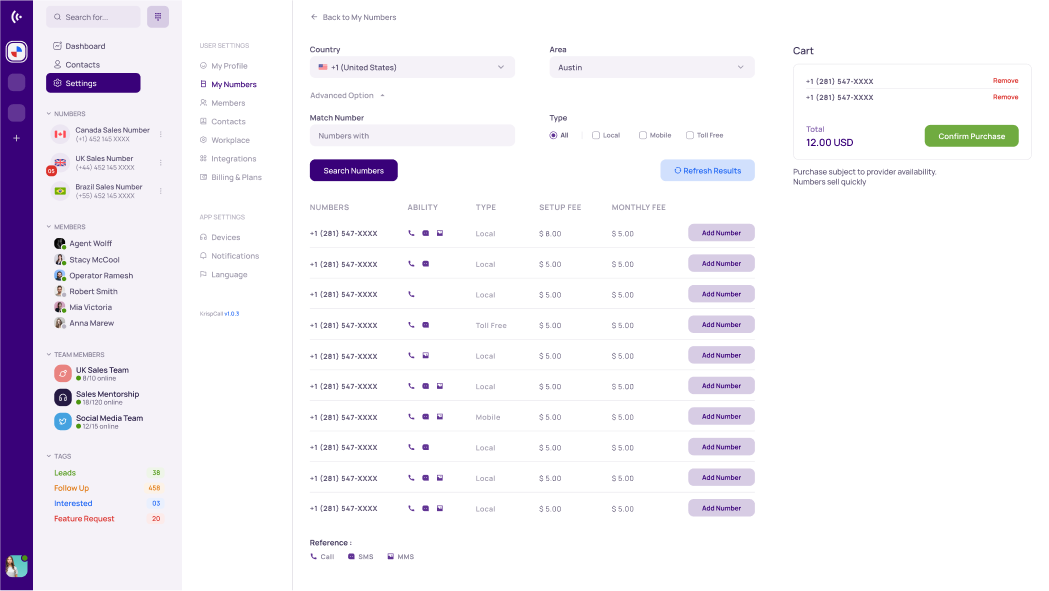 Search for...
Dashboard
Contacts
Settings
NUMBERS
Canada Sales Number
(+1) 452 145 XXXX
UK Sales Number
(+44) 452 145 XXXX
05
Brazil Sales Number
(+55) 452 145 XXXX
MEMBERS
Agent Wolff
Stacy McCool
Operator Ramesh
Robert Smith
Mia Victoria
Anna Marew
TEAM MEMBERS
UK Sales Team
8/10 online
Sales Mentorship
18/120 online
Social Media Team
12/15 online
TAGS
Leads 38
Follow Up 458
Interested 03
Feature Request 20
USER SETTINGS
My Profile
My Numbers
Members
Contacts
Workplace
Integrations
Billing & Plans
APP SETTINGS
Devices
Notifications
Language
KrispCall v1.0.3
Back to My Numbers
Country
+1 (United States)
Area
Austin
Advanced Option
Match Number
Numbers with
Type
All Local Mobile Toll Free
Search Numbers
Refresh Results
NUMBERS ABILITY TYPE SETUP FEE MONTHLY FEE
+1 (281) 547-XXXX Local $ 8.00 $ 5.00 Add Number
+1 (281) 547-XXXX Local $ 5.00 $ 5.00 Add Number
+1 (281) 547-XXXX Local $ 5.00 $ 5.00 Add Number
+1 (281) 547-XXXX Toll Free $ 5.00 $ 5.00 Add Number
+1 (281) 547-XXXX Local $ 5.00 $ 5.00 Add Number
+1 (281) 547-XXXX Local $ 5.00 $ 5.00 Add Number
+1 (281) 547-XXXX Mobile $ 5.00 $ 5.00 Add Number
+1 (281) 547-XXXX Local $ 5.00 $ 5.00 Add Number
+1 (281) 547-XXXX Local $ 5.00 $ 5.00 Add Number
+1 (281) 547-XXXX Local $ 5.00 $ 5.00 Add Number
Reference :
Call SMS MMS
Cart
+1 (281) 547-XXXX Remove
+1 (281) 547-XXXX Remove
Total
12.00 USD
Confirm Purchase
Purchase subject to provider availability.
Numbers sell quickly